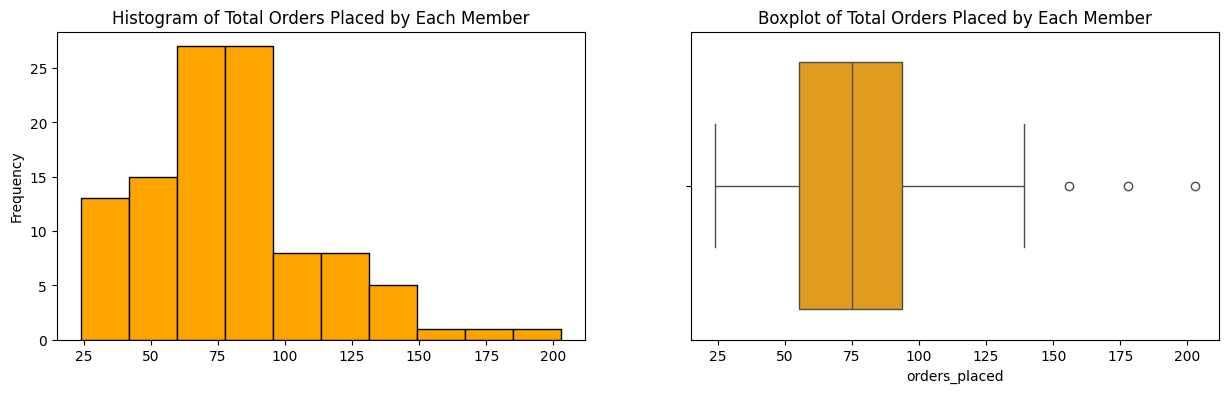 Histogram of Total Orders Placed by Each Member
Frequency
25
20
15
10
5
0
25 50 75 100 125 150 175 200
Boxplot of Total Orders Placed by Each Member
25 50 75 100 125 150 175 200
orders_placed